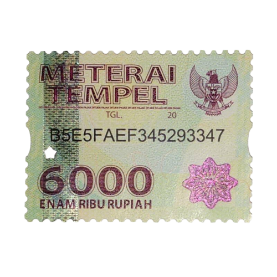 METERAI
TEMPEL
TGL. 20
B5E5FAEF345293347
6000
ENAM RIBU RUPIAH